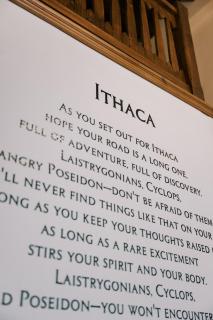 ITHACA
AS YOU SET OUT FOR ITHACA
HOPE YOUR ROAD IS A LONG ONE,
FULL OF ADVENTURE, FULL OF DISCOVERY.
LAISTRYGONIANS, CYCLOPS,
ANGRY POSEIDON—DON'T BE AFRAID OF THEM
'LL NEVER FIND THINGS LIKE THAT ON YOUR
ONG AS YOU KEEP YOUR THOUGHTS RAISED
AS LONG AS A RARE EXCITEMENT
STIRS YOUR SPIRIT AND YOUR BODY.
LAISTRYGONIANS, CYCLOPS,
D POSEIDON—YOU WON'T ENCOUNTER